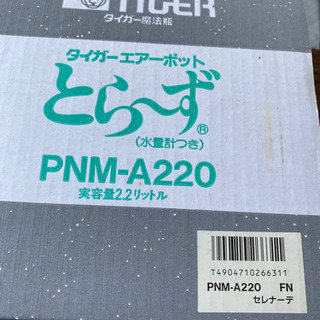 TIGER
タイガー魔法瓶
タイガーエアーポット
とら〜ず®
(水量計つき)
PNM-A220
実容量2.2リットル
T4904710266311
PNM-A220 FN
セレナーデ